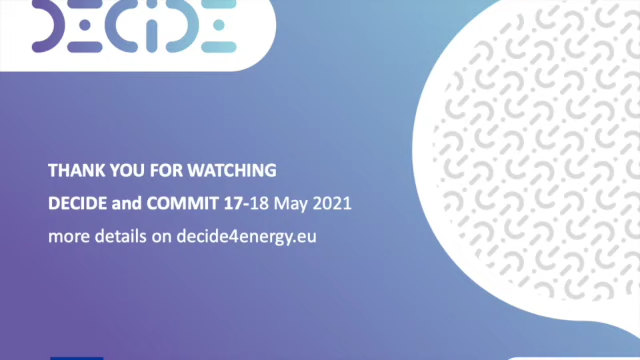 DECIDE
THANK YOU FOR WATCHING
DECIDE and COMMIT 17-18 May 2021
more details on decide4energy.eu